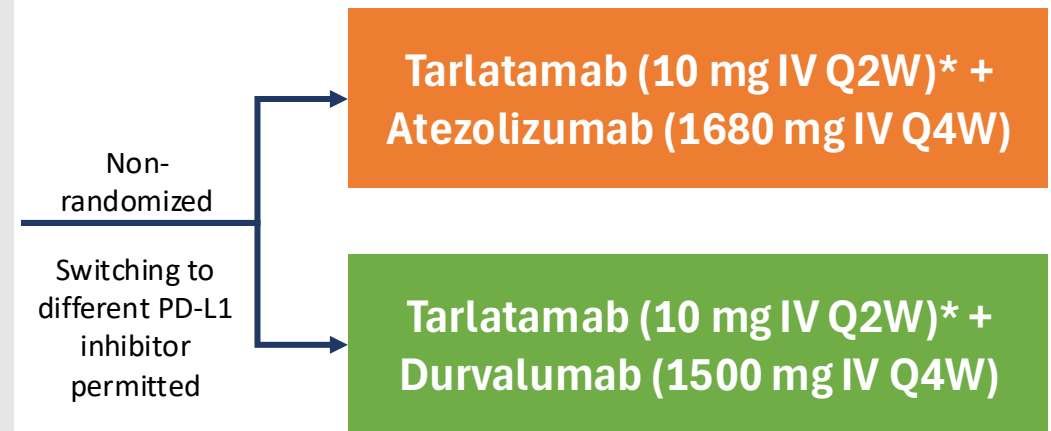 Non-
randomized
Switching to
different PD-L1
inhibitor
permitted
Tarlatamab (10 mg IV Q2W)* +
Atezolizumab (1680 mg IV Q4W)
Tarlatamab (10 mg IV Q2W)* +
Durvalumab (1500 mg IV Q4W)